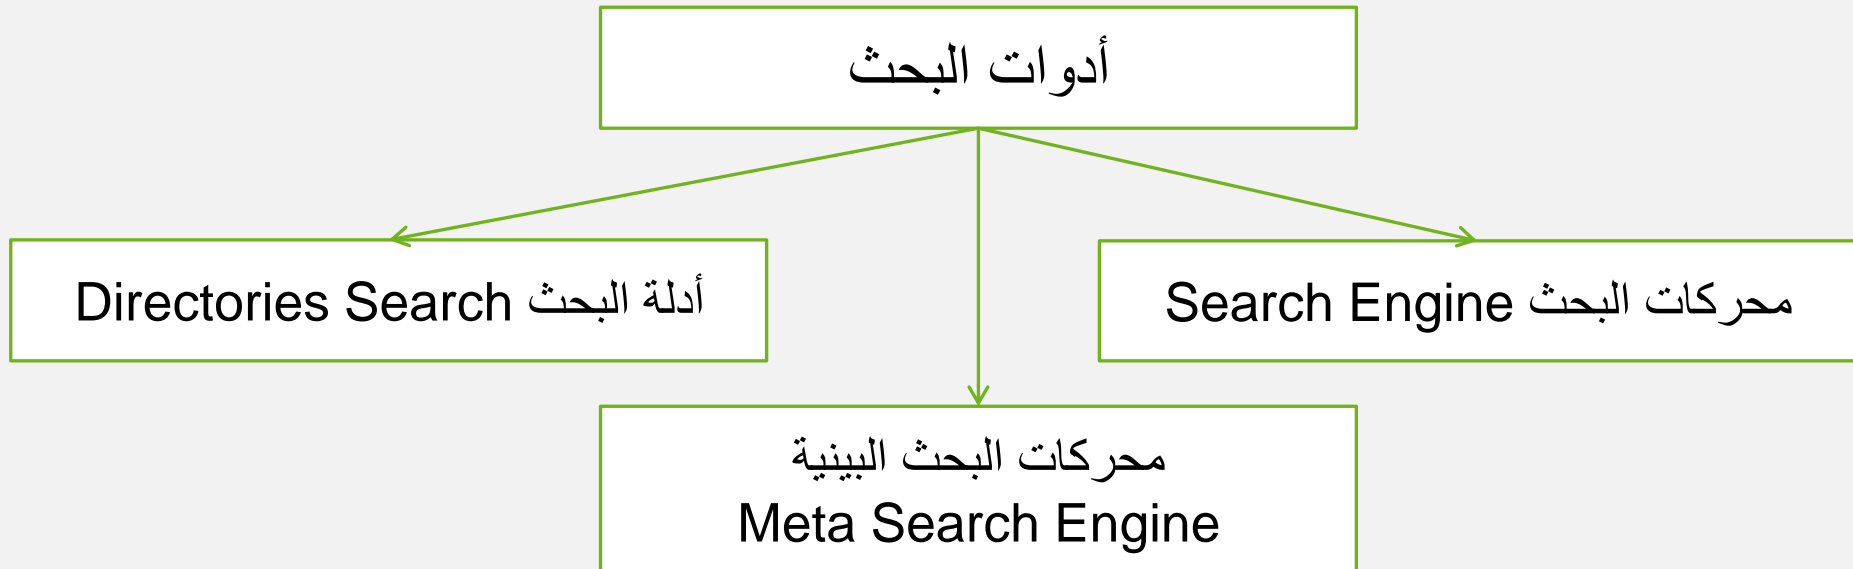 أدوات البحث
محركات البحث Search Engine
أدلة البحث Directories Search
محركات البحث البينية
Meta Search Engine